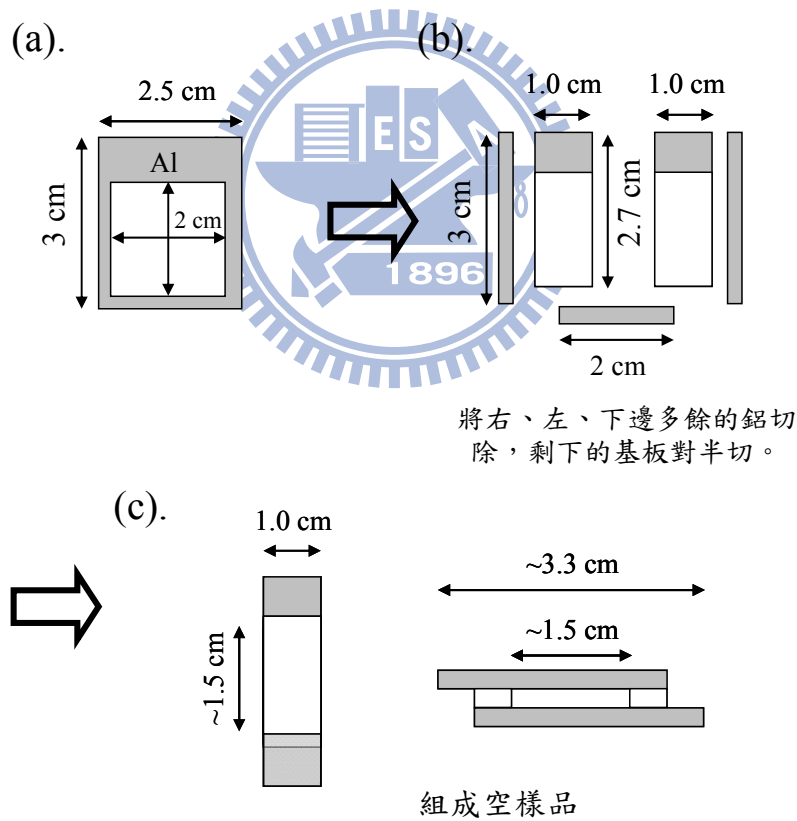 (a).
2.5 cm
Al
3 cm
2 cm
(b).
1.0 cm
1.0 cm
3 cm
2.7 cm
2 cm
ES
1896
將右、左、下邊多餘的鋁切
除，剩下的基板對半切。
(c).
1.0 cm
~1.5 cm
~3.3 cm
~1.5 cm
組成空樣品